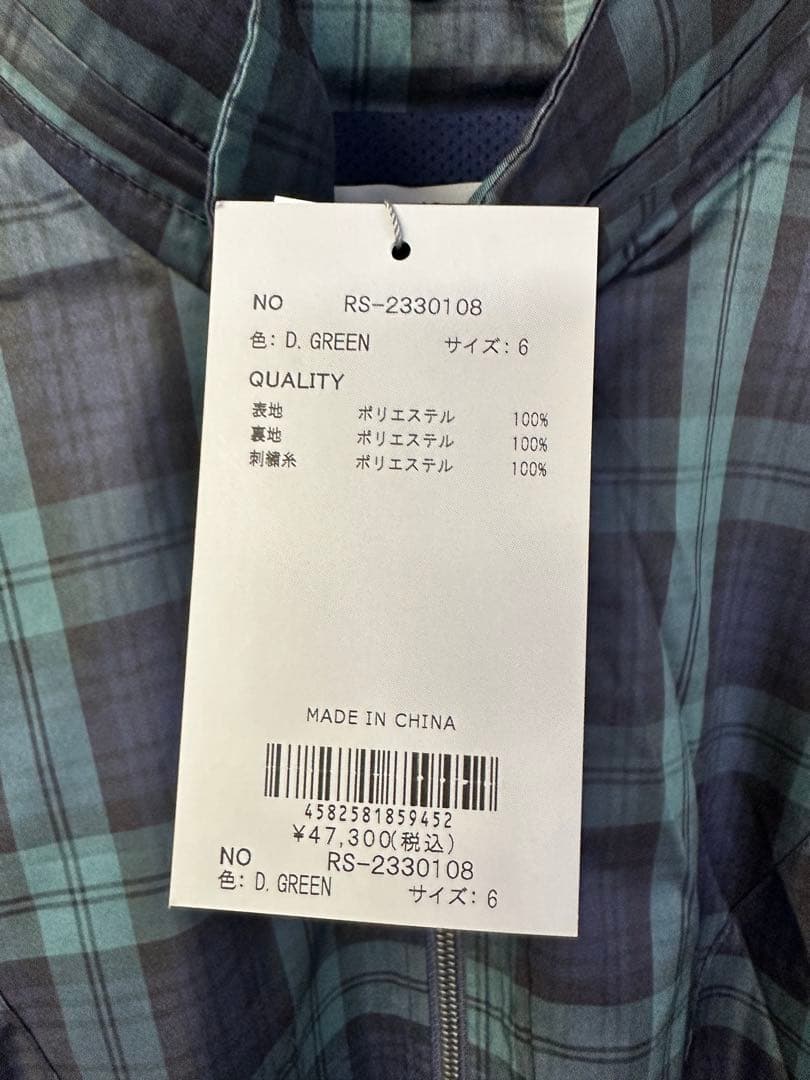 NO RS-2330108
色: D. GREEN サイズ: 6
QUALITY
表地 ポリエステル 100%
裏地 ポリエステル 100%
刺繍糸 ポリエステル 100%
MADE IN CHINA
4582581859452
¥47,300(税込)
NO RS-2330108
色: D. GREEN サイズ: 6